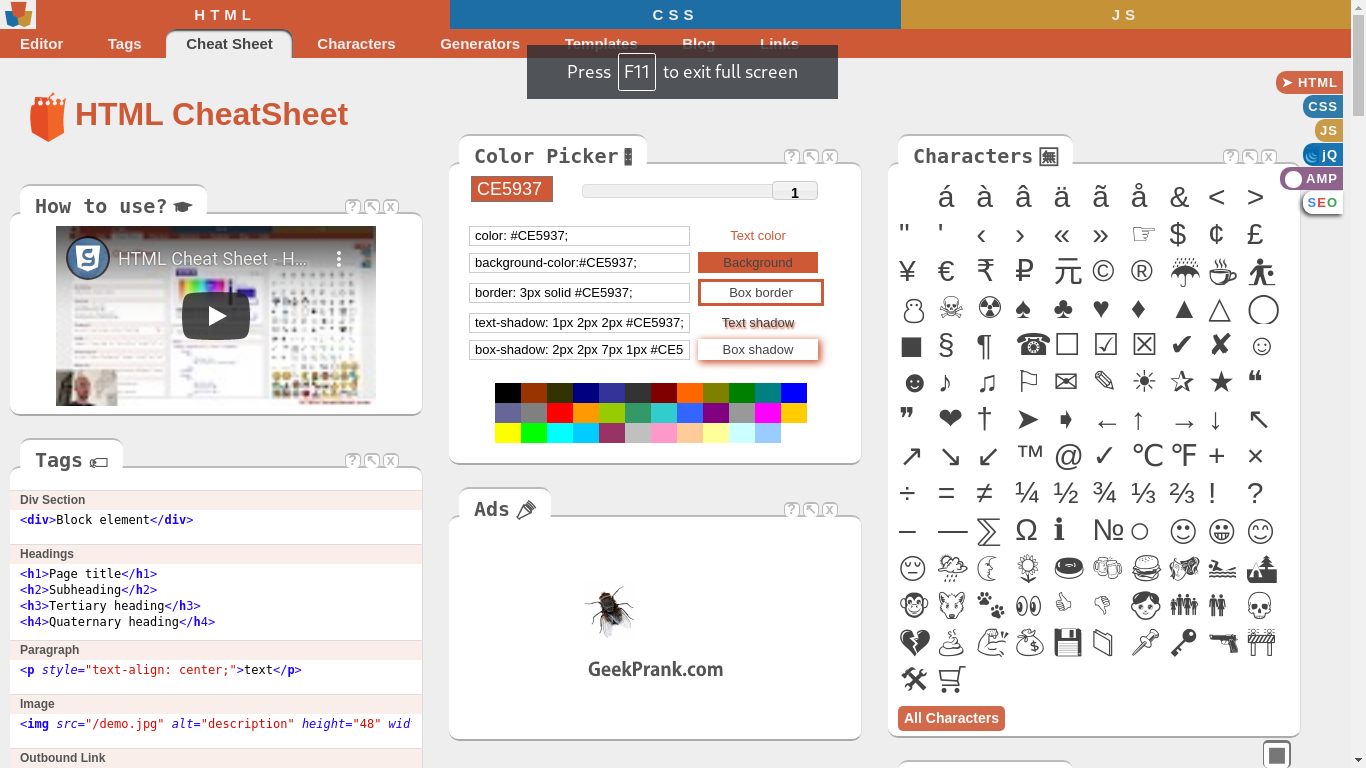 HTML
CSS
JS
Editor Tags Cheat Sheet Characters Generators Templates Blog Links
Press F11 to exit full screen
➤ HTML
CSS
JS
jQ
AMP
SEO
HTML CheatSheet
How to use?
? ↖ x
HTML Cheat Sheet - H...
Tags
? ↖ x
Div Section
<div>Block element</div>
Headings
<h1>Page title</h1>
<h2>Subheading</h2>
<h3>Tertiary heading</h3>
<h4>Quaternary heading</h4>
Paragraph
<p style="text-align: center;">text</p>
Image
<img src="/demo.jpg" alt="description" height="48" wid
Outbound Link
Color Picker
? ↖ x
CE5937
1
color: #CE5937; Text color
background-color:#CE5937; Background
border: 3px solid #CE5937; Box border
text-shadow: 1px 2px 2px #CE5937; Text shadow
box-shadow: 2px 2px 7px 1px #CE5 Box shadow
Ads
? ↖ x
GeekPrank.com
Characters
? ↖ x
á à â ä ã å & < >
" ' ‹ › « » ☞ $ ¢ £
¥ € ₹ ₽ 元 © ® ☔ ☕ ⛹
☃ ☠ ☢ ♠ ♣ ♥ ♦ ▲ △ ◯
■ § ¶ ☎ ☐ ☑ ☒ ✔ ✘ ☺
☻ ♪ ♫ ⚐ ✉ ✎ ☀ ✰ ★ ❝
❞ ❤ † ➤ ➧ ← ↑ → ↓ ↖
↗ ↘ ↙ ™ @ ✓ ℃ ℉ + ×
÷ = ≠ ¼ ½ ¾ ⅓ ⅔ ! ?
– — ⅀ Ω ℹ № ○
All Characters